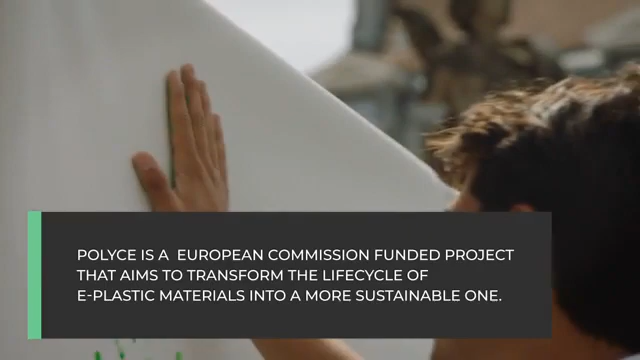 POLYCE IS A EUROPEAN COMMISSION FUNDED PROJECT
THAT AIMS TO TRANSFORM THE LIFECYCLE OF
E-PLASTIC MATERIALS INTO A MORE SUSTAINABLE ONE.